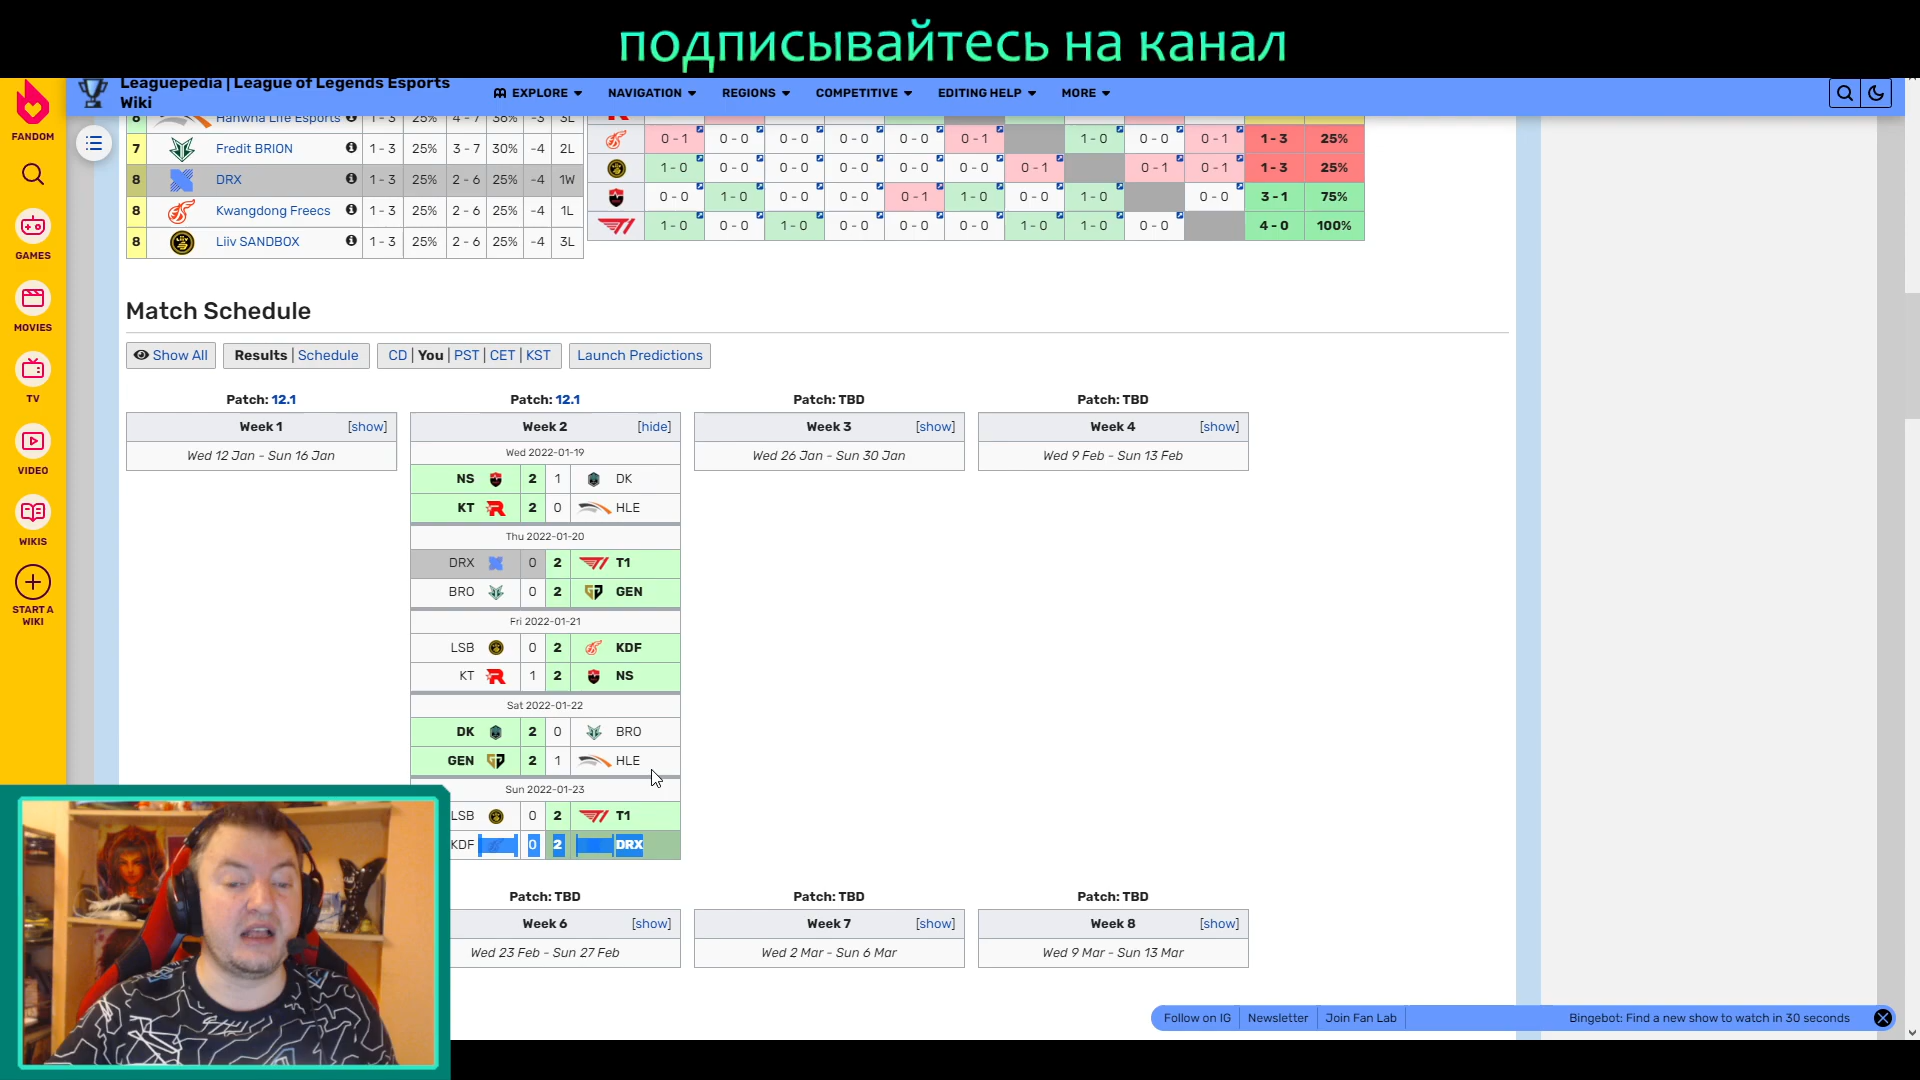 подписывайтесь на канал
Leaguepedia | League of Legends Esports
Wiki
EXPLORE
NAVIGATION
REGIONS
COMPETITIVE
EDITING HELP
MORE
FANDOM
GAMES
MOVIES
TV
VIDEO
WIKIS
START A
WIKI
Hanwha Life Esports 1 - 3 25% 4 - 7 36% -3 3L
7 Fredit BRION 1 - 3 25% 3 - 7 30% -4 2L
8 DRX 1 - 3 25% 2 - 6 25% -4 1W
8 Kwangdong Freecs 1 - 3 25% 2 - 6 25% -4 1L
8 Liiv SANDBOX 1 - 3 25% 2 - 6 25% -4 3L
0 - 1 0 - 0 0 - 0 0 - 0 0 - 0 0 - 1 1 - 0 0 - 0 0 - 1 1 - 3 25%
1 - 0 0 - 0 0 - 0 0 - 0 0 - 0 0 - 0 0 - 1 0 - 1 0 - 1 1 - 3 25%
0 - 0 1 - 0 0 - 0 0 - 0 0 - 1 1 - 0 0 - 0 1 - 0 0 - 0 3 - 1 75%
1 - 0 0 - 0 1 - 0 0 - 0 0 - 0 0 - 0 1 - 0 1 - 0 0 - 0 4 - 0 100%
Match Schedule
Show All
Results | Schedule
CD | You | PST | CET | KST
Launch Predictions
Patch: 12.1
Week 1 [show]
Wed 12 Jan - Sun 16 Jan
Patch: 12.1
Week 2 [hide]
Wed 2022-01-19
NS 2 1 DK
KT 2 0 HLE
Thu 2022-01-20
DRX 0 2 T1
BRO 0 2 GEN
Fri 2022-01-21
LSB 0 2 KDF
KT 1 2 NS
Sat 2022-01-22
DK 2 0 BRO
GEN 2 1 HLE
Sun 2022-01-23
LSB 0 2 T1
KDF 0 2 DRX
Patch: TBD
Week 3 [show]
Wed 26 Jan - Sun 30 Jan
Patch: TBD
Week 4 [show]
Wed 9 Feb - Sun 13 Feb
Patch: TBD
Week 6 [show]
Wed 23 Feb - Sun 27 Feb
Patch: TBD
Week 7 [show]
Wed 2 Mar - Sun 6 Mar
Patch: TBD
Week 8 [show]
Wed 9 Mar - Sun 13 Mar
Follow on IG
Newsletter
Join Fan Lab
Bingebot: Find a new show to watch in 30 seconds